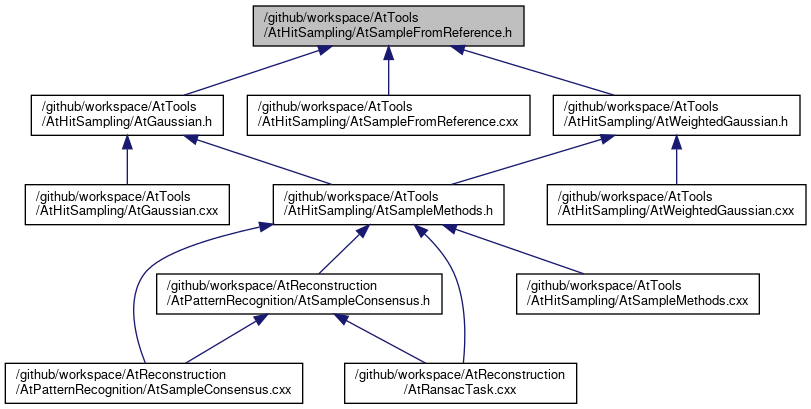 /github/workspace/AtTools
/AtHitSampling/AtSampleFromReference.h
/github/workspace/AtTools
/AtHitSampling/AtGaussian.h
/github/workspace/AtTools
/AtHitSampling/AtSampleFromReference.cxx
/github/workspace/AtTools
/AtHitSampling/AtWeightedGaussian.h
/github/workspace/AtTools
/AtHitSampling/AtGaussian.cxx
/github/workspace/AtTools
/AtHitSampling/AtSampleMethods.h
/github/workspace/AtTools
/AtHitSampling/AtWeightedGaussian.cxx
/github/workspace/AtReconstruction
/AtPatternRecognition/AtSampleConsensus.h
/github/workspace/AtTools
/AtHitSampling/AtSampleMethods.cxx
/github/workspace/AtReconstruction
/AtPatternRecognition/AtSampleConsensus.cxx
/github/workspace/AtReconstruction
/AtRansacTask.cxx